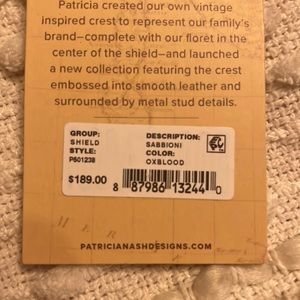 Patricia created our own vintage
inspired crest to represent our family's
brand—complete with our floret in the
center of the shield—and launched
a new collection featuring the crest
embossed into smooth leather and
surrounded by metal stud details.
GROUP:
SHIELD
STYLE:
P601238
$189.00
DESCRIPTION:
SABBIONI
COLOR:
OXBLOOD
8 87986 13244 0
PATRICIANASHDESIGNS.COM